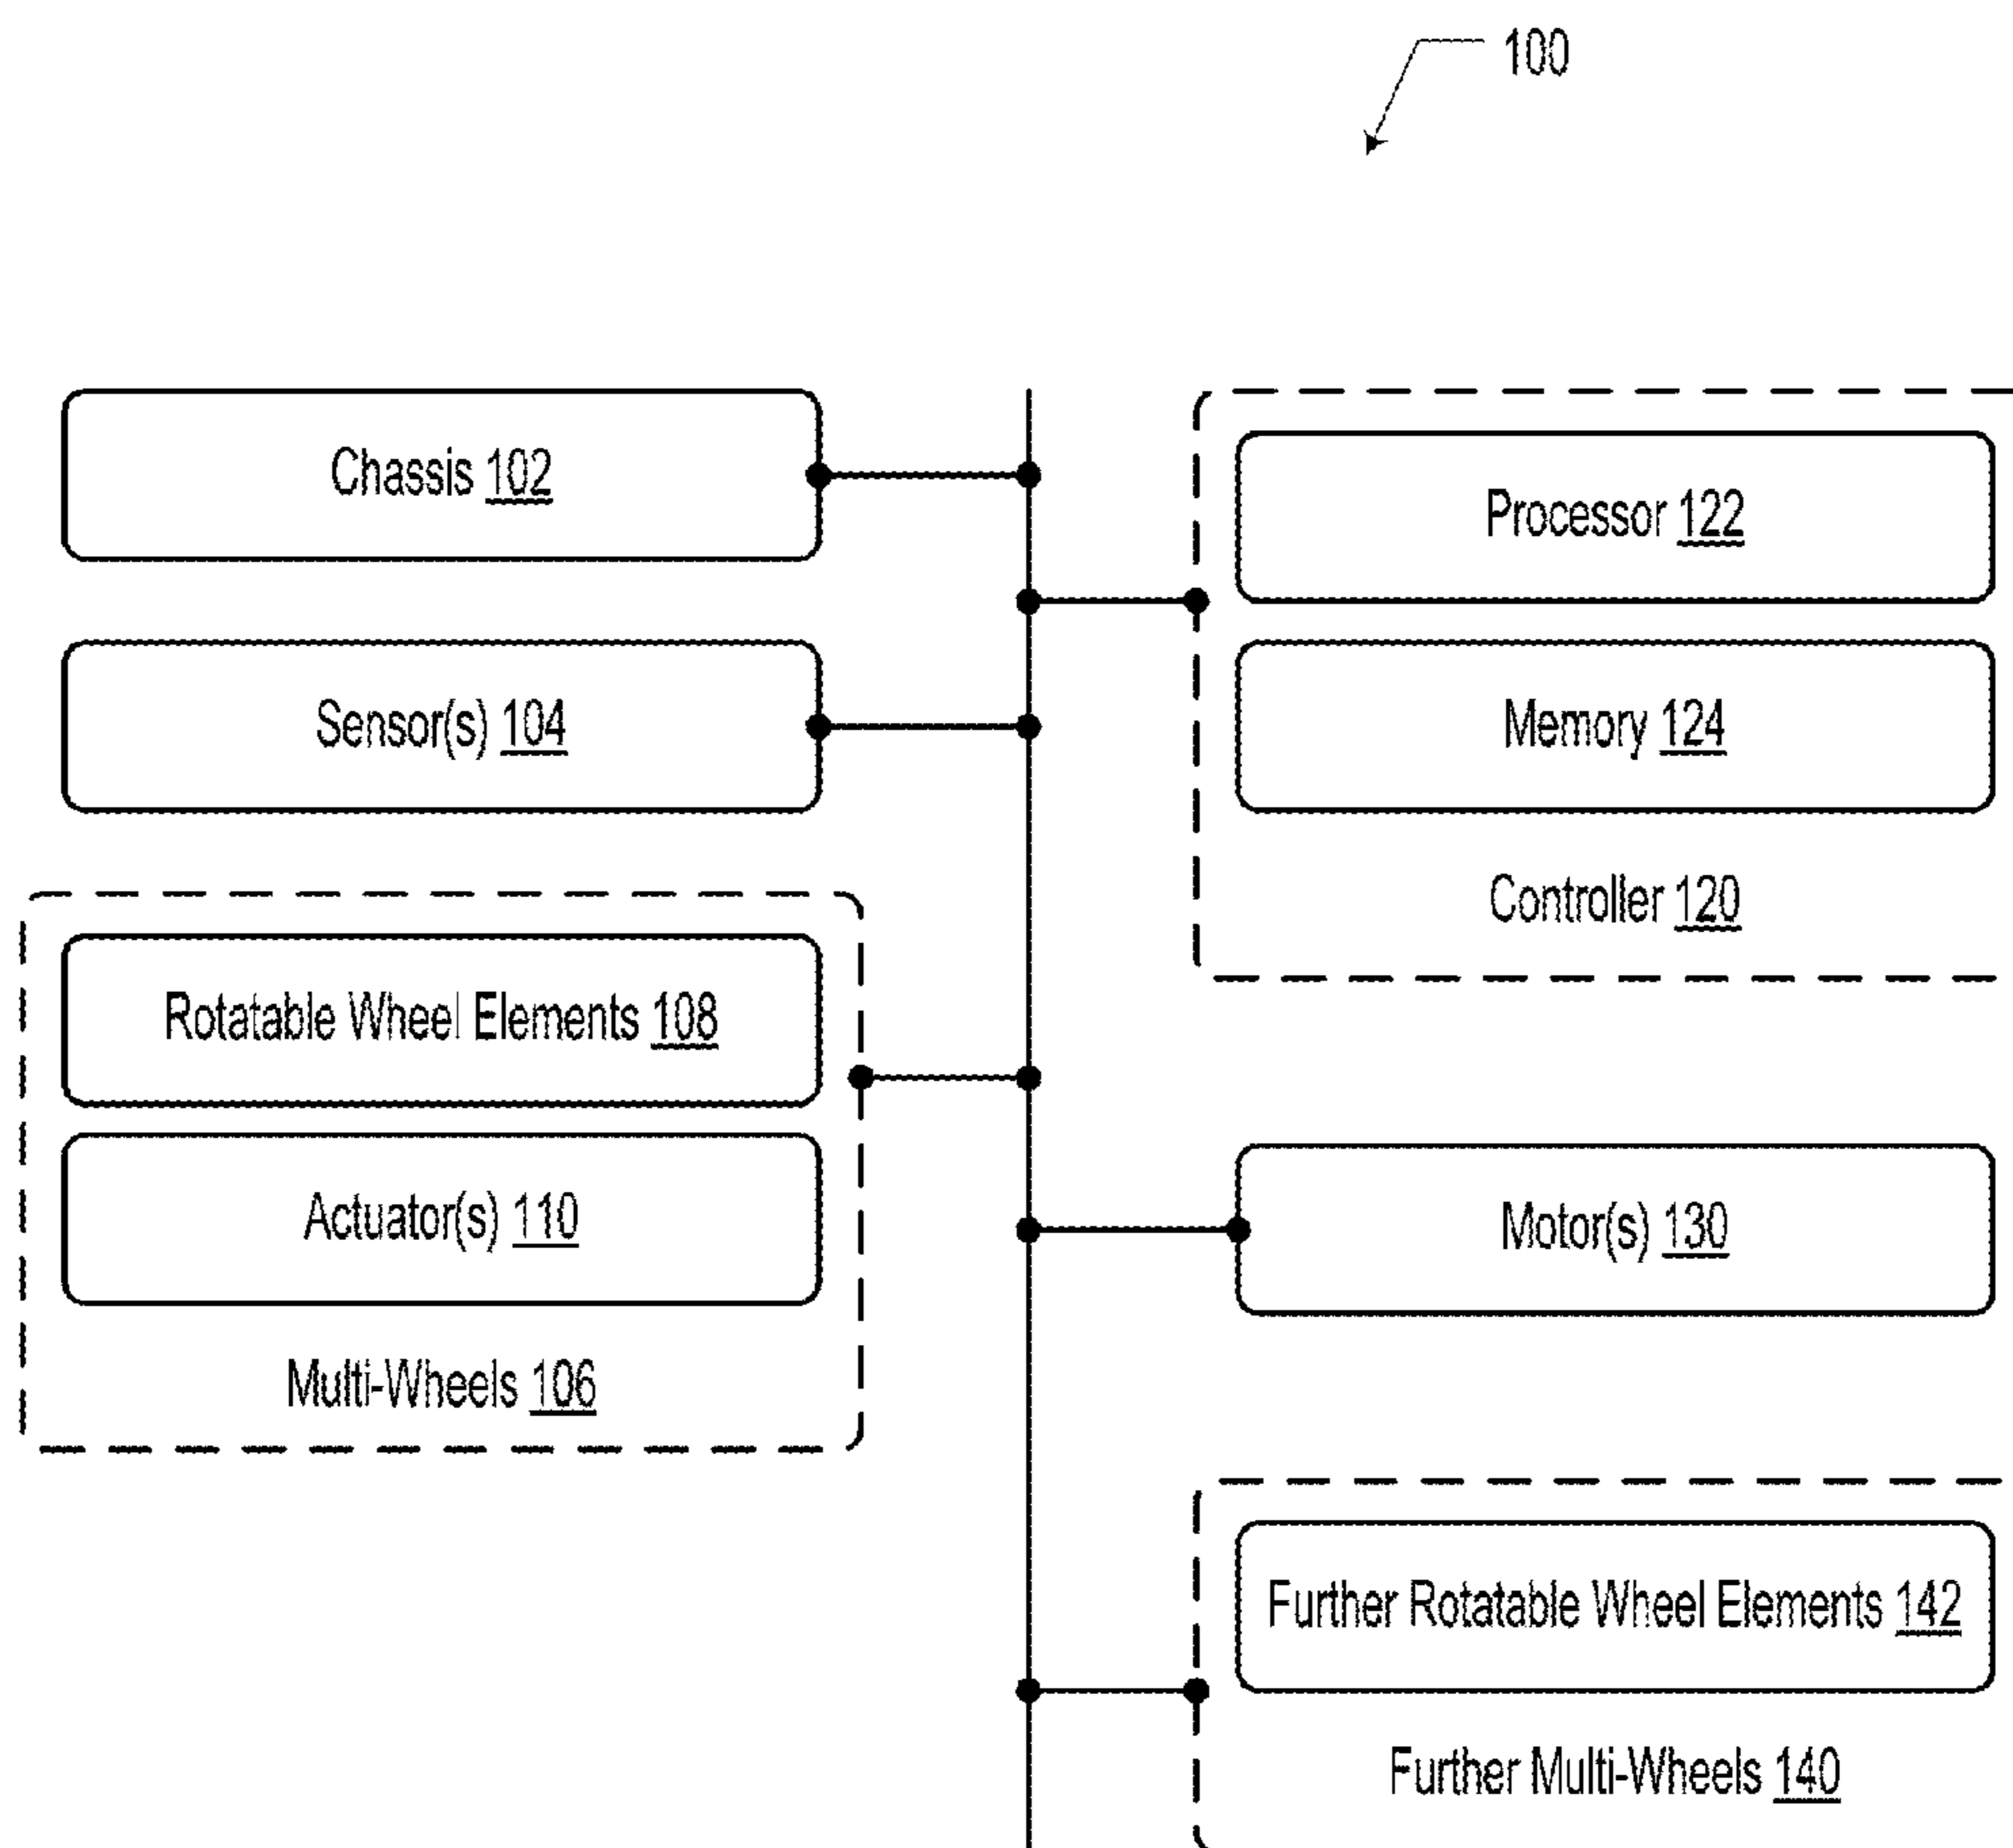 100
Chassis 102
Sensor(s) 104
Rotatable Wheel Elements 108
Actuator(s) 110
Multi-Wheels 106
Processor 122
Memory 124
Controller 120
Motor(s) 130
Further Rotatable Wheel Elements 142
Further Multi-Wheels 140